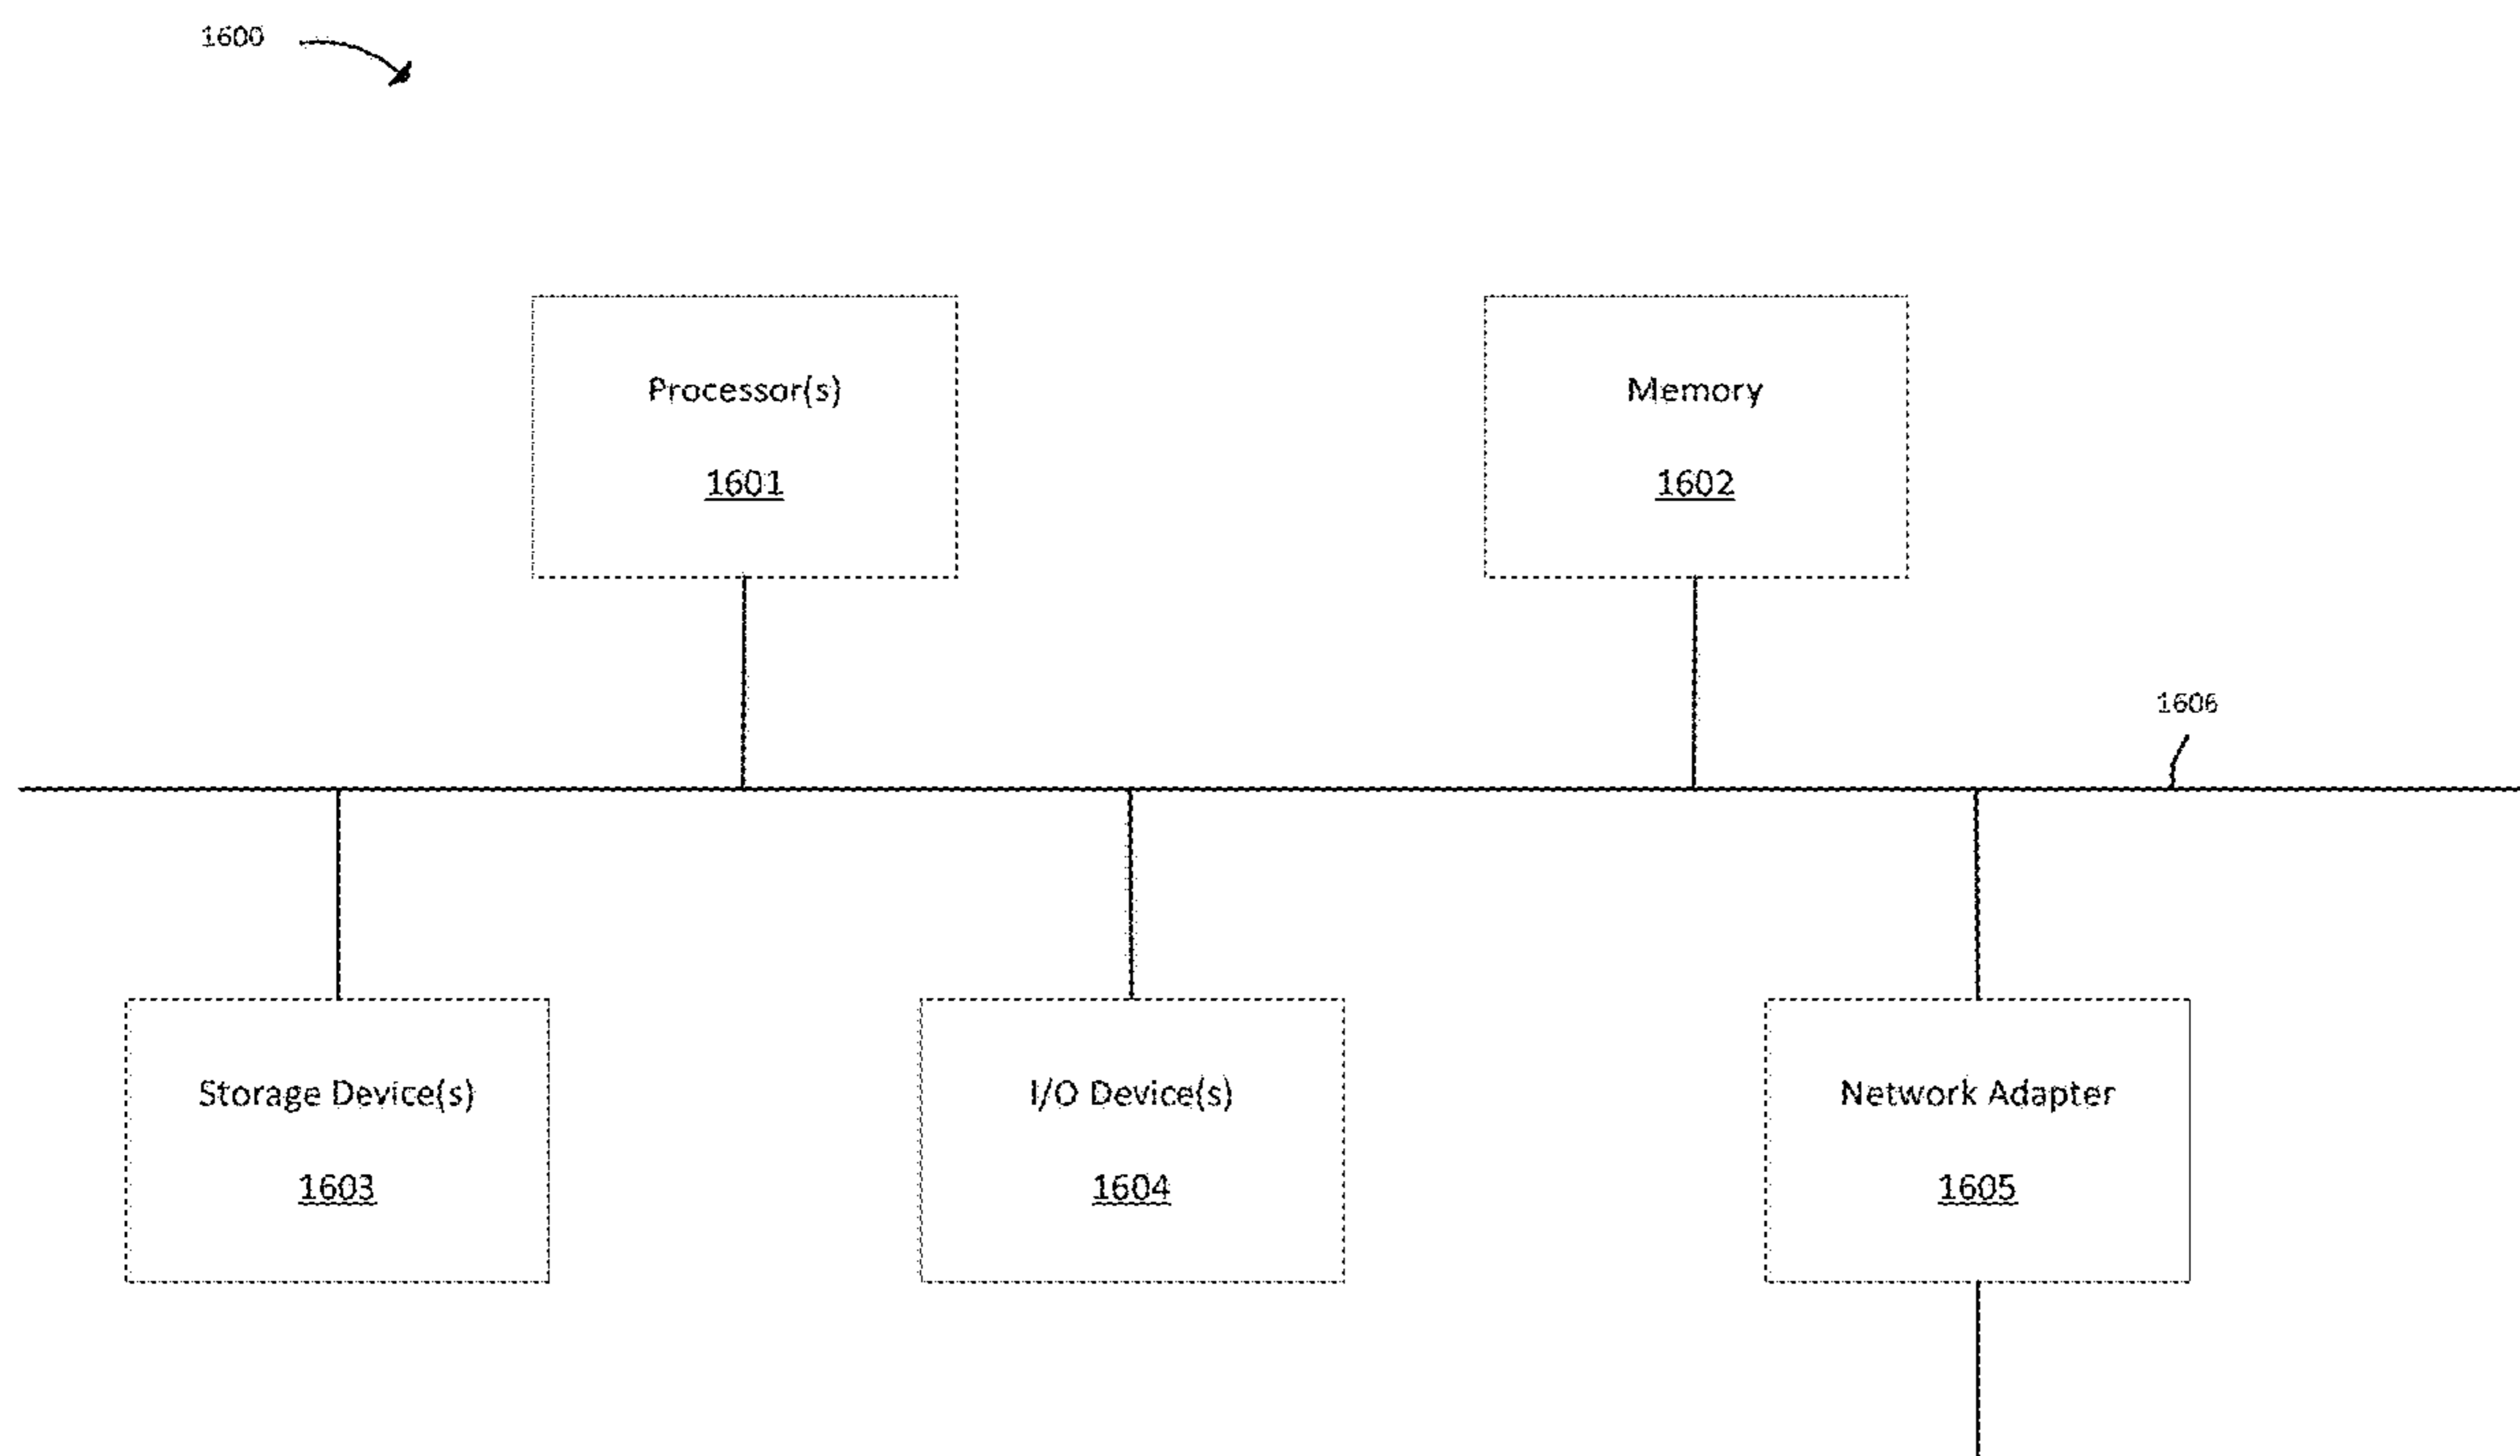 1600
Processor(s)
1601
Memory
1602
1606
Storage Device(s)
1603
I/O Device(s)
1604
Network Adapter
1605